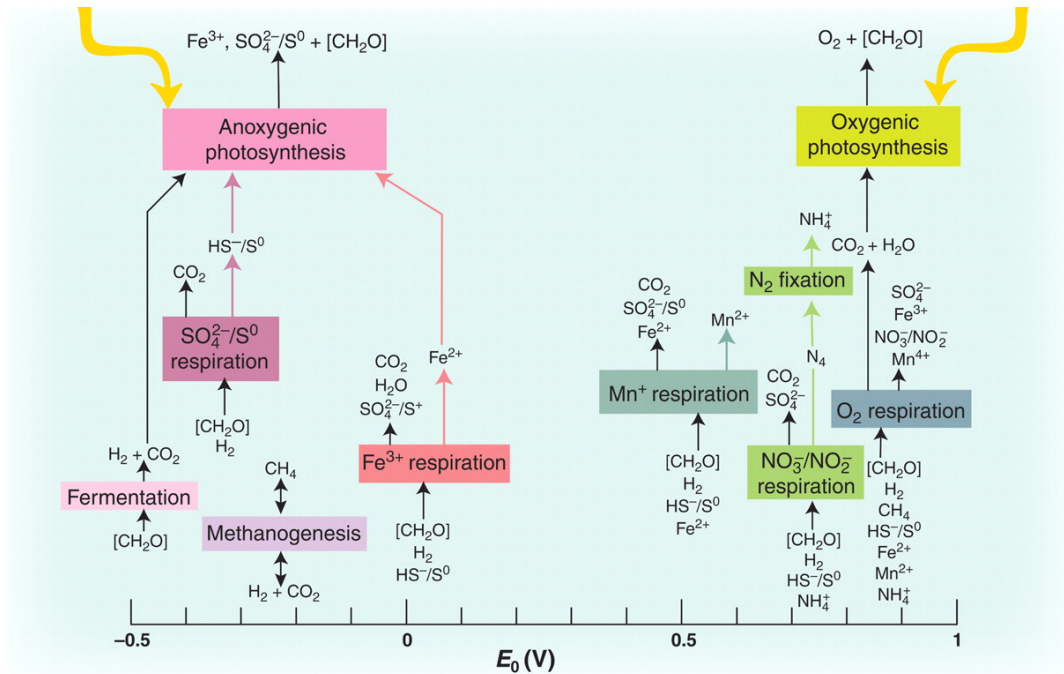 Fe³⁺, SO₄²⁻/S⁰ + [CH₂O]
O₂ + [CH₂O]
Anoxygenic
photosynthesis
Oxygenic
photosynthesis
NH₄⁺
HS⁻/S⁰
CO₂ + H₂O
CO₂
N₂ fixation
SO₄²⁻/S⁰
respiration
CO₂
SO₄²⁻/S⁰
Fe²⁺
Mn²⁺
SO₄²⁻
Fe³⁺
NO₃⁻/NO₂⁻
Mn⁴⁺
Fe²⁺
N₄
CO₂
H₂O
SO₄²⁻/S⁺
CO₂
SO₄²⁻
Mn⁺ respiration
O₂ respiration
[CH₂O]
H₂
H₂ + CO₂
CH₄
Fe³⁺ respiration
[CH₂O]
H₂
HS⁻/S⁰
Fe²⁺
NO₃⁻/NO₂⁻
respiration
[CH₂O]
H₂
CH₄
HS⁻/S⁰
Fe²⁺
Mn²⁺
NH₄⁺
Fermentation
[CH₂O]
Methanogenesis
H₂ + CO₂
[CH₂O]
H₂
HS⁻/S⁰
[CH₂O]
H₂
HS⁻/S⁰
NH₄⁺
–0.5
0
0.5
1
E₀ (V)